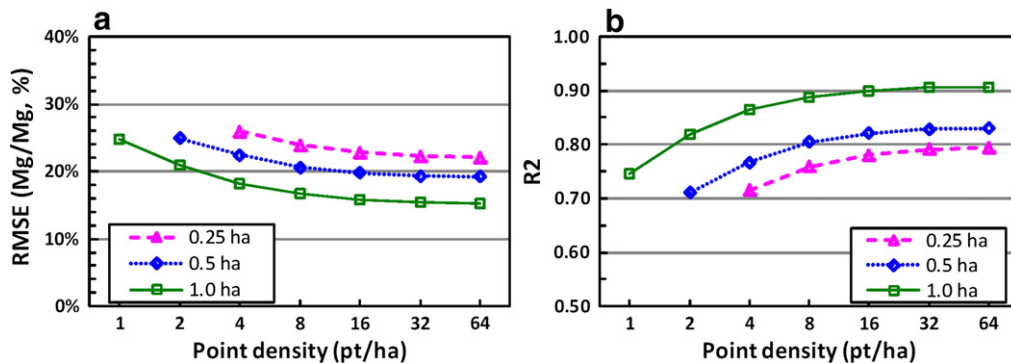 a
RMSE (Mg/Mg, %)
40%
30%
20%
10%
0%
0.25 ha
0.5 ha
1.0 ha
1 2 4 8 16 32 64
Point density (pt/ha)
b
R2
1.00
0.90
0.80
0.70
0.60
0.50
0.25 ha
0.5 ha
1.0 ha
1 2 4 8 16 32 64
Point density (pt/ha)